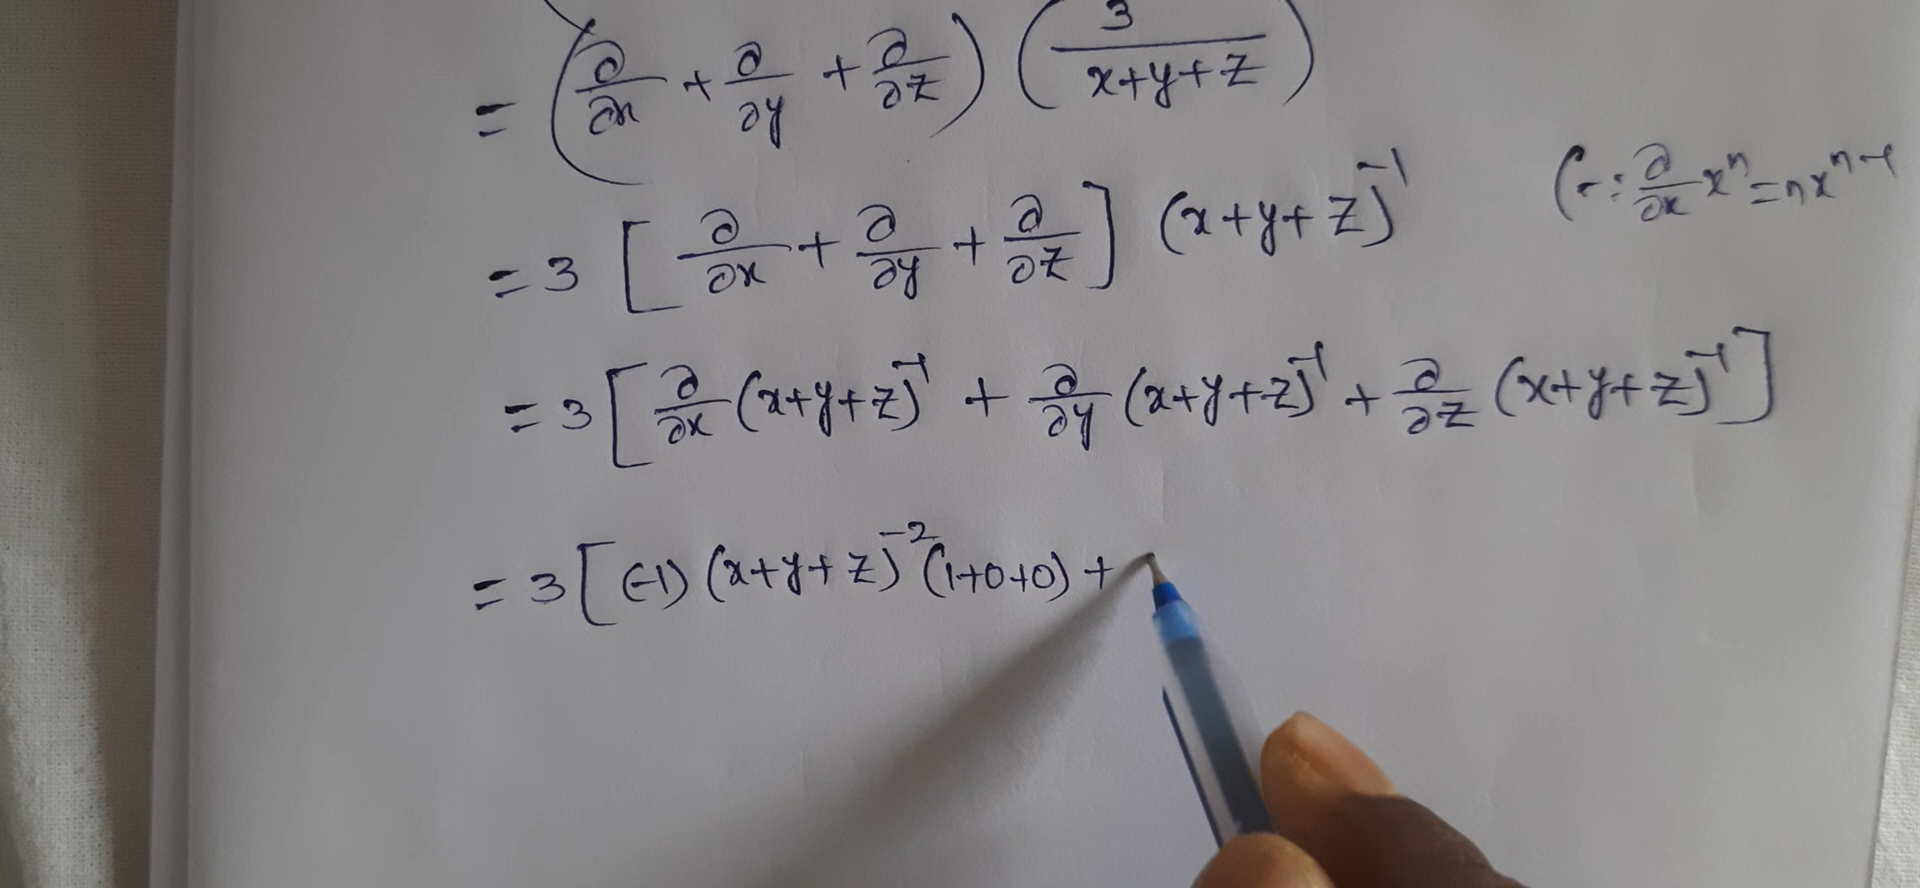 = (∂/∂x + ∂/∂y + ∂/∂z) (3/(x+y+z))
= 3 [∂/∂x + ∂/∂y + ∂/∂z] (x+y+z)⁻¹ (∵ ∂/∂x xⁿ = nxⁿ⁻¹
= 3 [∂/∂x (x+y+z)⁻¹ + ∂/∂y (x+y+z)⁻¹ + ∂/∂z (x+y+z)⁻¹]
= 3 [(-1) (x+y+z)⁻² (1+0+0) +